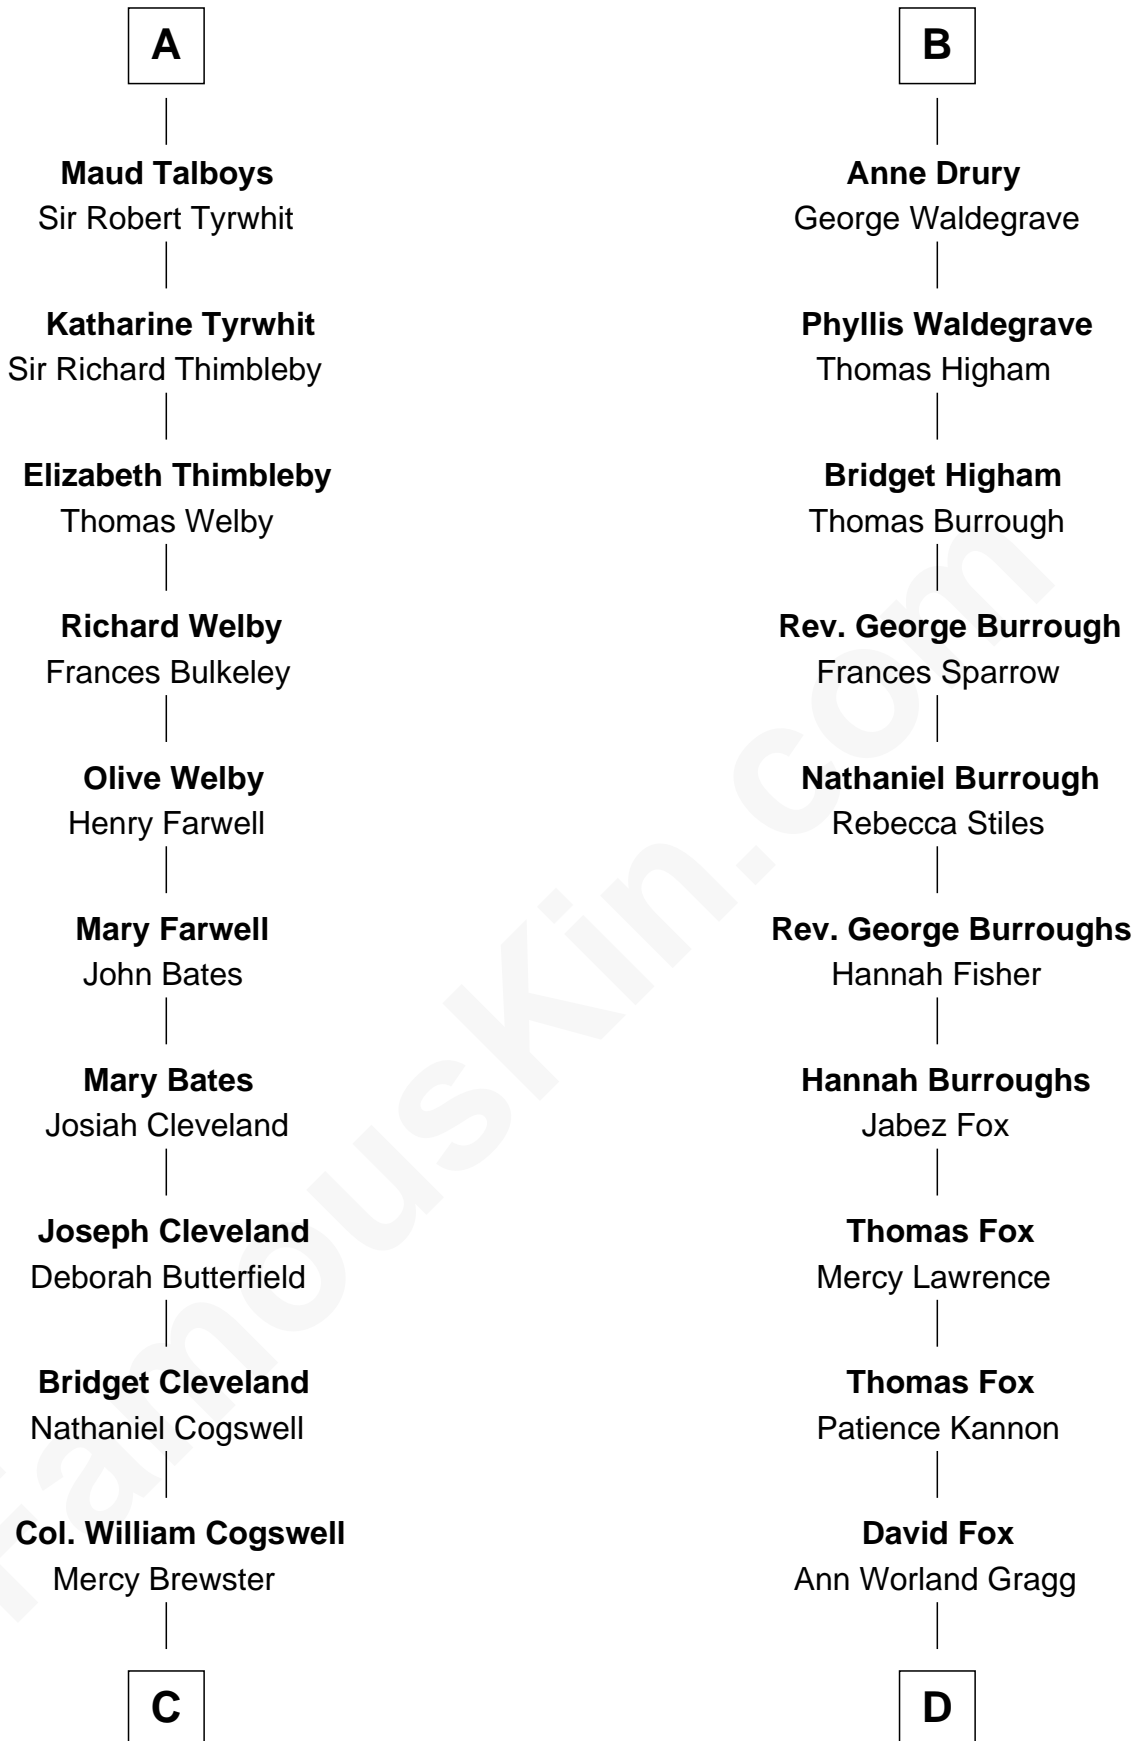 A
Maud Talboys
Sir Robert Tyrwhit
Katharine Tyrwhit
Sir Richard Thimbleby
Elizabeth Thimbleby
Thomas Welby
Richard Welby
Frances Bulkeley
Olive Welby
Henry Farwell
Mary Farwell
John Bates
Mary Bates
Josiah Cleveland
Joseph Cleveland
Deborah Butterfield
Bridget Cleveland
Nathaniel Cogswell
Col. William Cogswell
Mercy Brewster
C
B
Anne Drury
George Waldegrave
Phyllis Waldegrave
Thomas Higham
Bridget Higham
Thomas Burrough
Rev. George Burrough
Frances Sparrow
Nathaniel Burrough
Rebecca Stiles
Rev. George Burroughs
Hannah Fisher
Hannah Burroughs
Jabez Fox
Thomas Fox
Mercy Lawrence
Thomas Fox
Patience Kannon
David Fox
Ann Worland Gragg
D
FamousKin.com